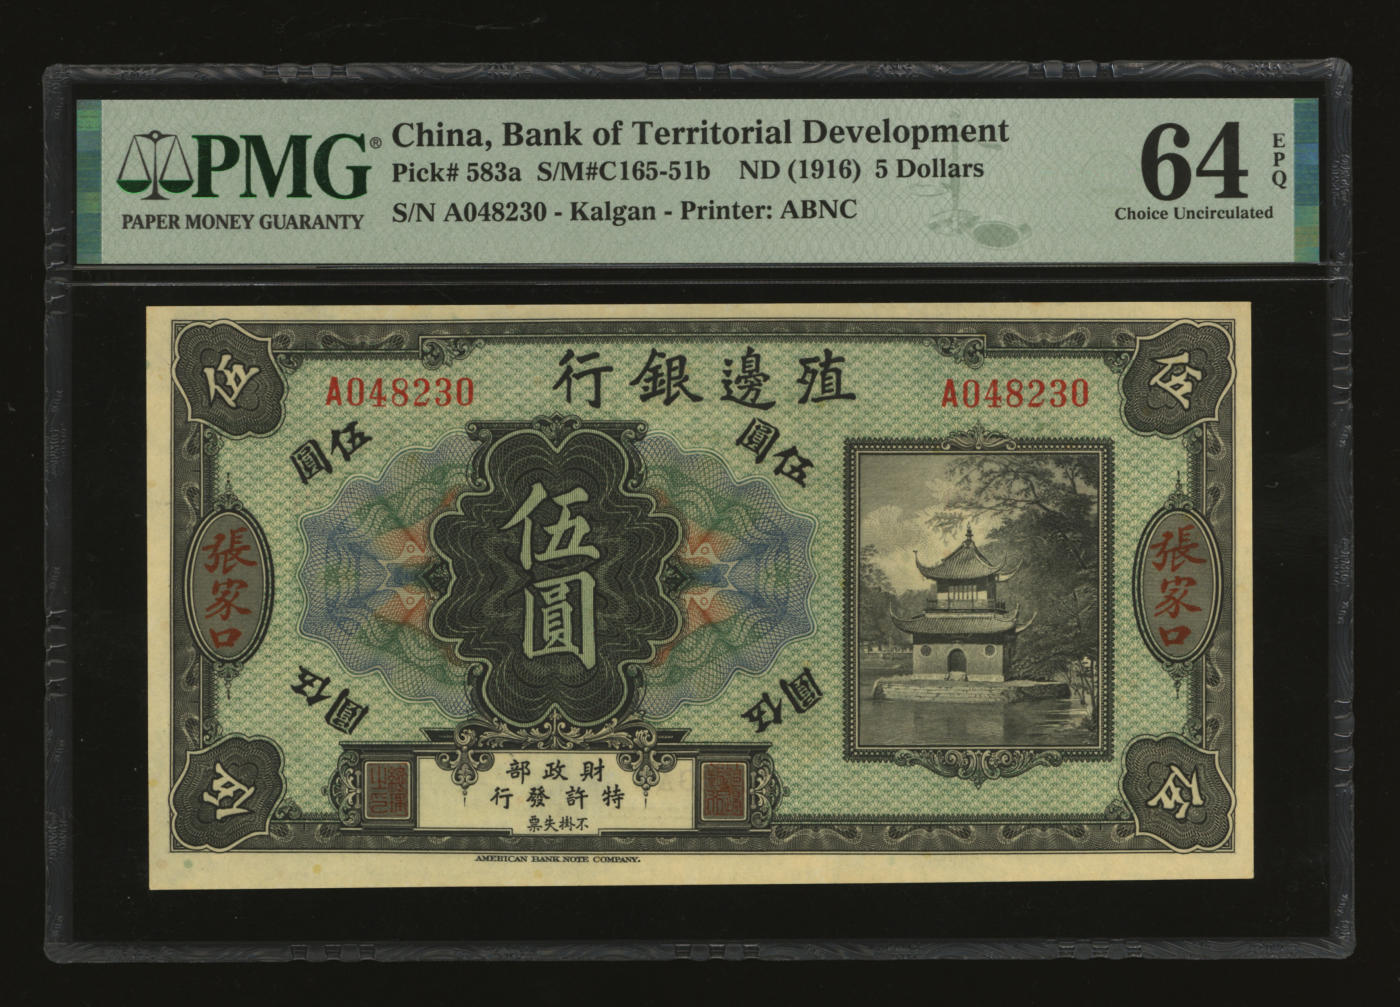 PMG®
PAPER MONEY GUARANTY
China, Bank of Territorial Development
Pick# 583a S/M#C165-51b ND (1916) 5 Dollars
S/N A048230 - Kalgan - Printer: ABNC
64 EPQ
Choice Uncirculated
伍
伍
行銀邊殖
A048230
A048230
伍圓
伍圓
張家口
伍圓
張家口
伍圓
伍圓
部政財
行發許特
票失掛不
伍
伍
AMERICAN BANK NOTE COMPANY.